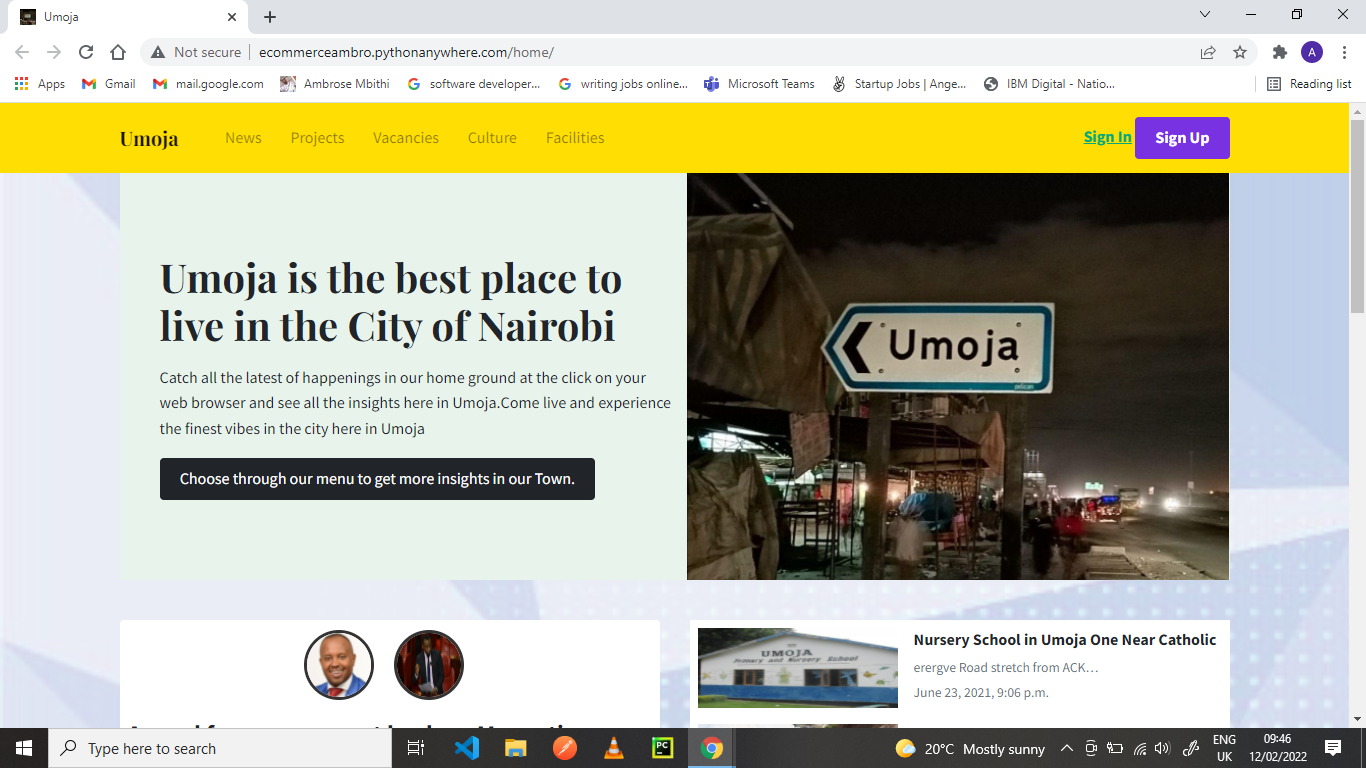 Umoja
Not secure
ecommerceambro.pythonanywhere.com/home/
A
Apps
Gmail
mail.google.com
Ambrose Mbithi
software developer...
writing jobs online...
Microsoft Teams
Startup Jobs | Ange...
IBM Digital - Natio...
Reading list
Umoja
News
Projects
Vacancies
Culture
Facilities
Sign In
Sign Up
Umoja is the best place to
live in the City of Nairobi
Catch all the latest of happenings in our home ground at the click on your
web browser and see all the insights here in Umoja.Come live and experience
the finest vibes in the city here in Umoja
Choose through our menu to get more insights in our Town.
Umoja
pelican
UMOJA
Primary and Nursery School
Nursery School in Umoja One Near Catholic
erergve Road stretch from ACK…
June 23, 2021, 9:06 p.m.
Type here to search
PC
20°C Mostly sunny
ENG
UK
09:46
12/02/2022